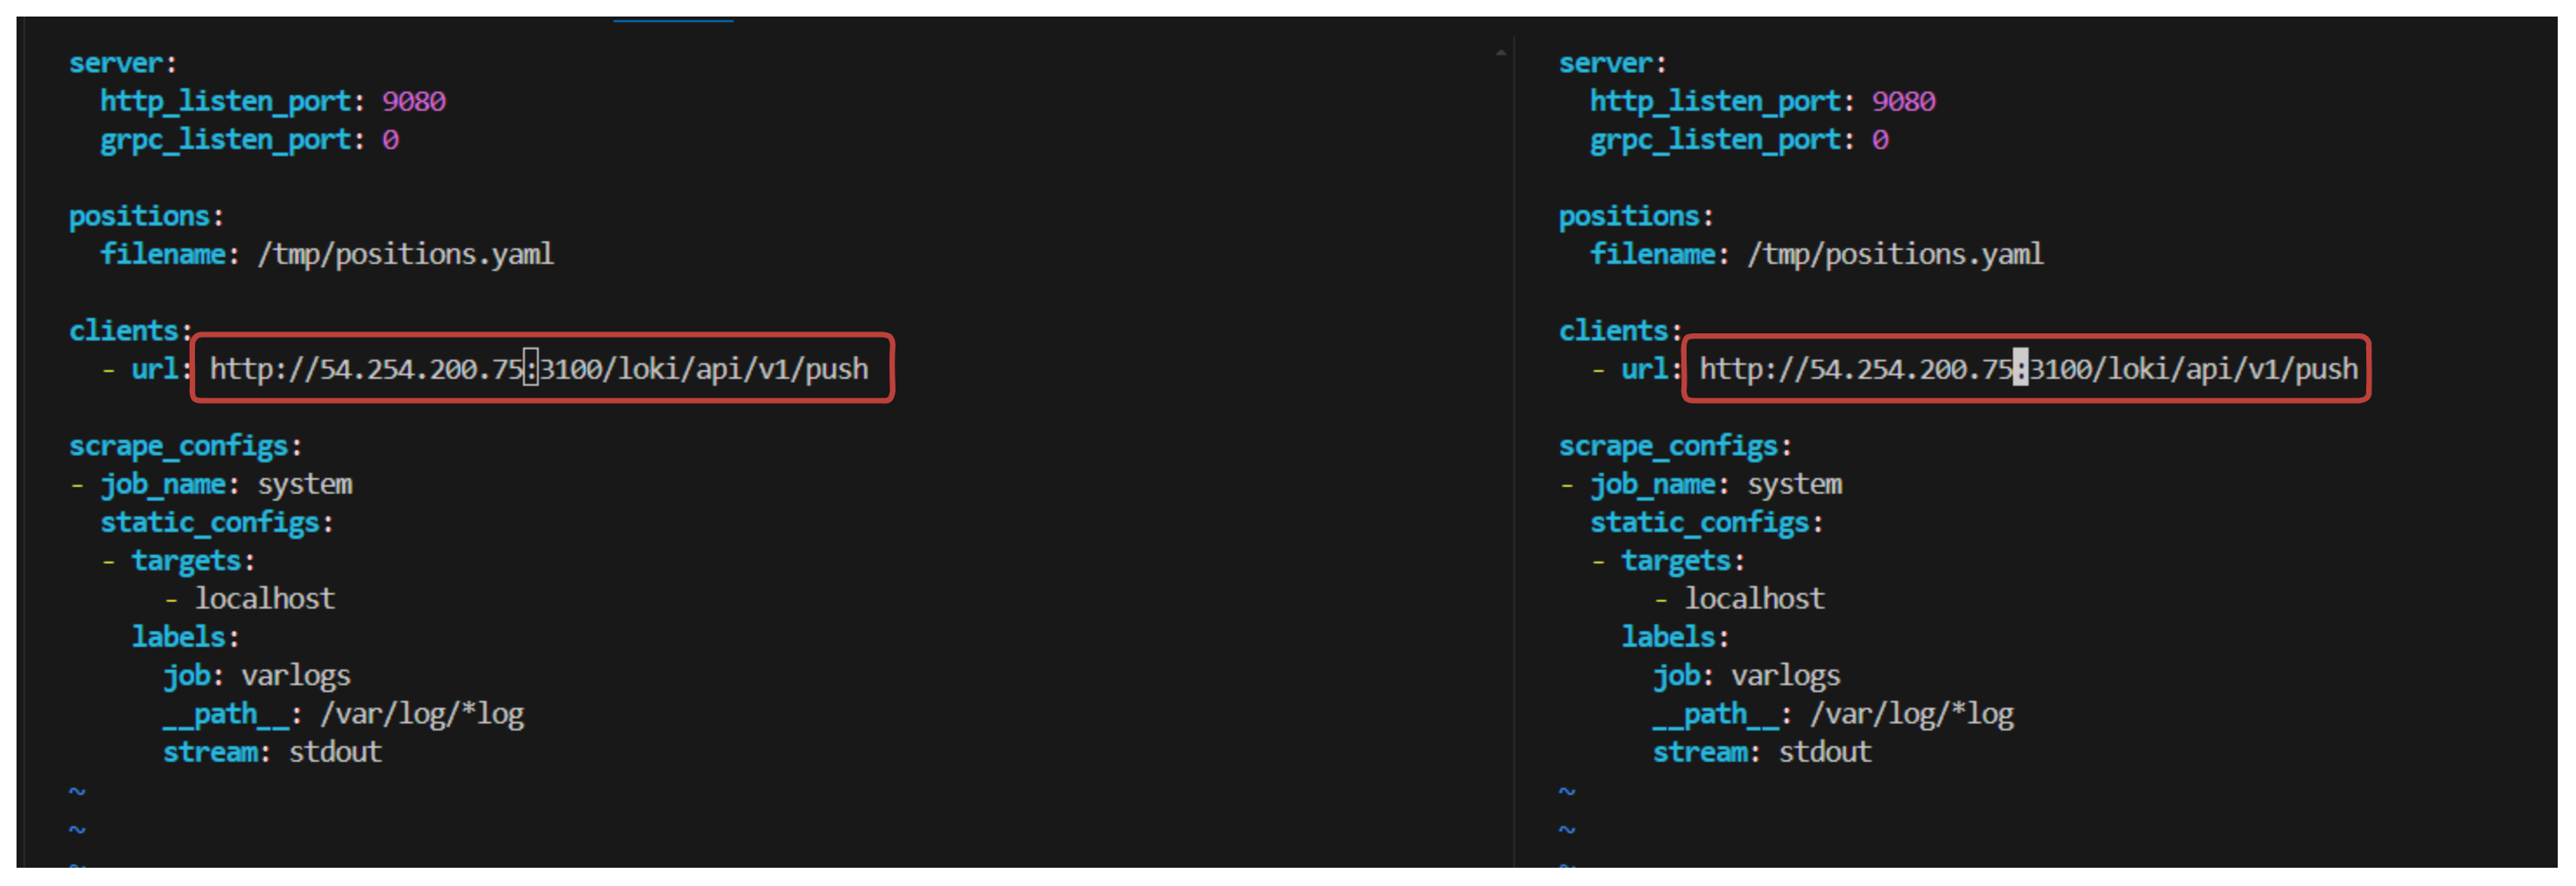 server:
  http_listen_port: 9080
  grpc_listen_port: 0
positions:
  filename: /tmp/positions.yaml
clients:
  - url: http://54.254.200.75:3100/loki/api/v1/push
scrape_configs:
- job_name: system
  static_configs:
  - targets:
      - localhost
    labels:
      job: varlogs
      __path__: /var/log/*log
      stream: stdout
~
~
~
server:
  http_listen_port: 9080
  grpc_listen_port: 0
positions:
  filename: /tmp/positions.yaml
clients:
  - url: http://54.254.200.75:3100/loki/api/v1/push
scrape_configs:
- job_name: system
  static_configs:
  - targets:
      - localhost
    labels:
      job: varlogs
      __path__: /var/log/*log
      stream: stdout
~
~
~